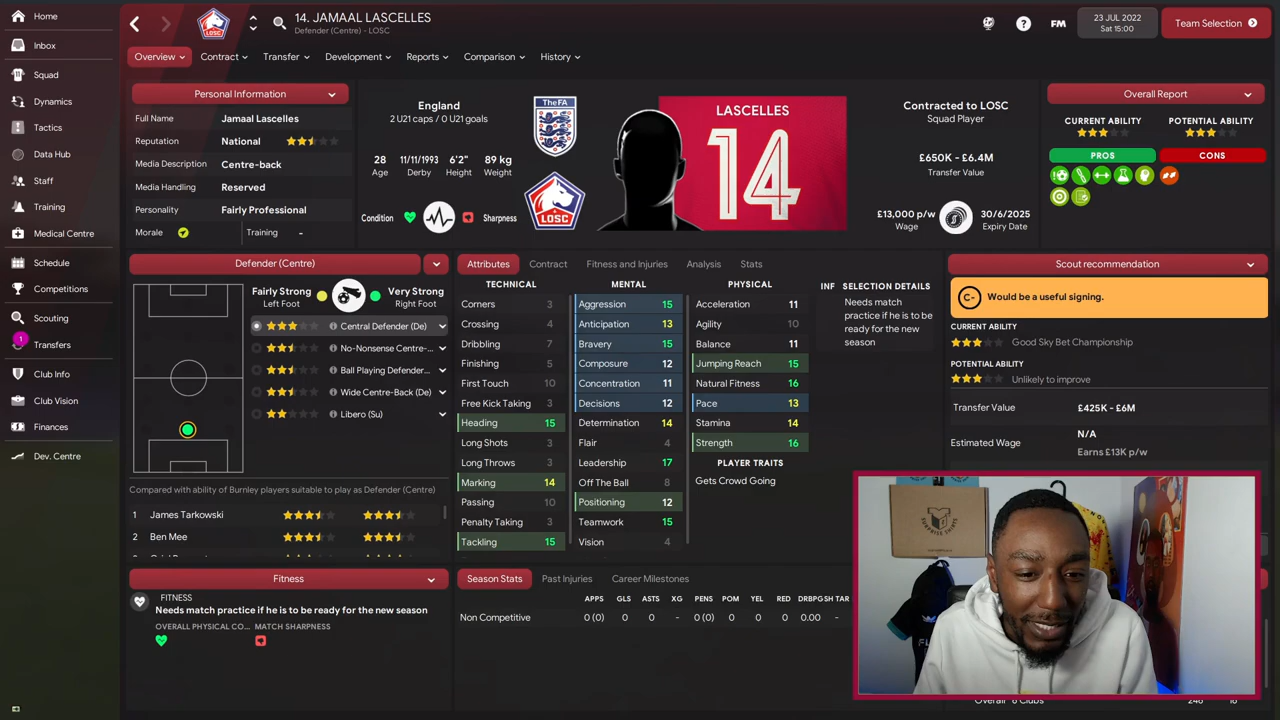 Home
Inbox
Squad
Dynamics
Tactics
Data Hub
Staff
Training
Medical Centre
Schedule
Competitions
Scouting
1
Transfers
Club Info
Club Vision
Finances
Dev. Centre
LOSC
14. JAMAAL LASCELLES
Defender (Centre) - LOSC
?
FM
23 JUL 2022
Sat 15:00
Team Selection
Overview
Contract
Transfer
Development
Reports
Comparison
History
Personal Information
Full Name Jamaal Lascelles
Reputation National
Media Description Centre-back
Media Handling Reserved
Personality Fairly Professional
Morale Training -
England
2 U21 caps / 0 U21 goals
28 11/11/1993 6'2" 89 kg
Age Derby Height Weight
Condition Sharpness
The FA
LOSC
LASCELLES
14
Contracted to LOSC
Squad Player
£650K - £6.4M
Transfer Value
£13,000 p/w 30/6/2025
Wage Expiry Date
Overall Report
CURRENT ABILITY POTENTIAL ABILITY
PROS CONS
Defender (Centre)
Fairly Strong Very Strong
Left Foot Right Foot
Central Defender (De)
No-Nonsense Centre-...
Ball Playing Defender...
Wide Centre-Back (De)
Libero (Su)
Compared with ability of Burnley players suitable to play as Defender (Centre)
1 James Tarkowski
2 Ben Mee
Attributes Contract Fitness and Injuries Analysis Stats
TECHNICAL MENTAL PHYSICAL
Corners 3 Aggression 15 Acceleration 11
Crossing 4 Anticipation 13 Agility 10
Dribbling 7 Bravery 15 Balance 11
Finishing 5 Composure 12 Jumping Reach 15
First Touch 10 Concentration 11 Natural Fitness 16
Free Kick Taking 3 Decisions 12 Pace 13
Heading 15 Determination 14 Stamina 14
Long Shots 3 Flair 4 Strength 16
Long Throws 3 Leadership 17 PLAYER TRAITS
Marking 14 Off The Ball 8 Gets Crowd Going
Passing 10 Positioning 12
Penalty Taking 3 Teamwork 15
Tackling 15 Vision 4
INF SELECTION DETAILS
Needs match
practice if he is to
be ready for the new
season
Scout recommendation
C- Would be a useful signing.
CURRENT ABILITY
Good Sky Bet Championship
POTENTIAL ABILITY
Unlikely to improve
Transfer Value £425K - £6M
Estimated Wage N/A
Earns £13K p/w
Fitness
FITNESS
Needs match practice if he is to be ready for the new season
OVERALL PHYSICAL CO... MATCH SHARPNESS
Season Stats Past Injuries Career Milestones
APPS GLS ASTS XG PENS POM YEL RED DRBPG SH TAR
Non Competitive 0 (0) 0 0 - 0 (0) 0 0 0 0.00 -
SURPRISE SHIRTS